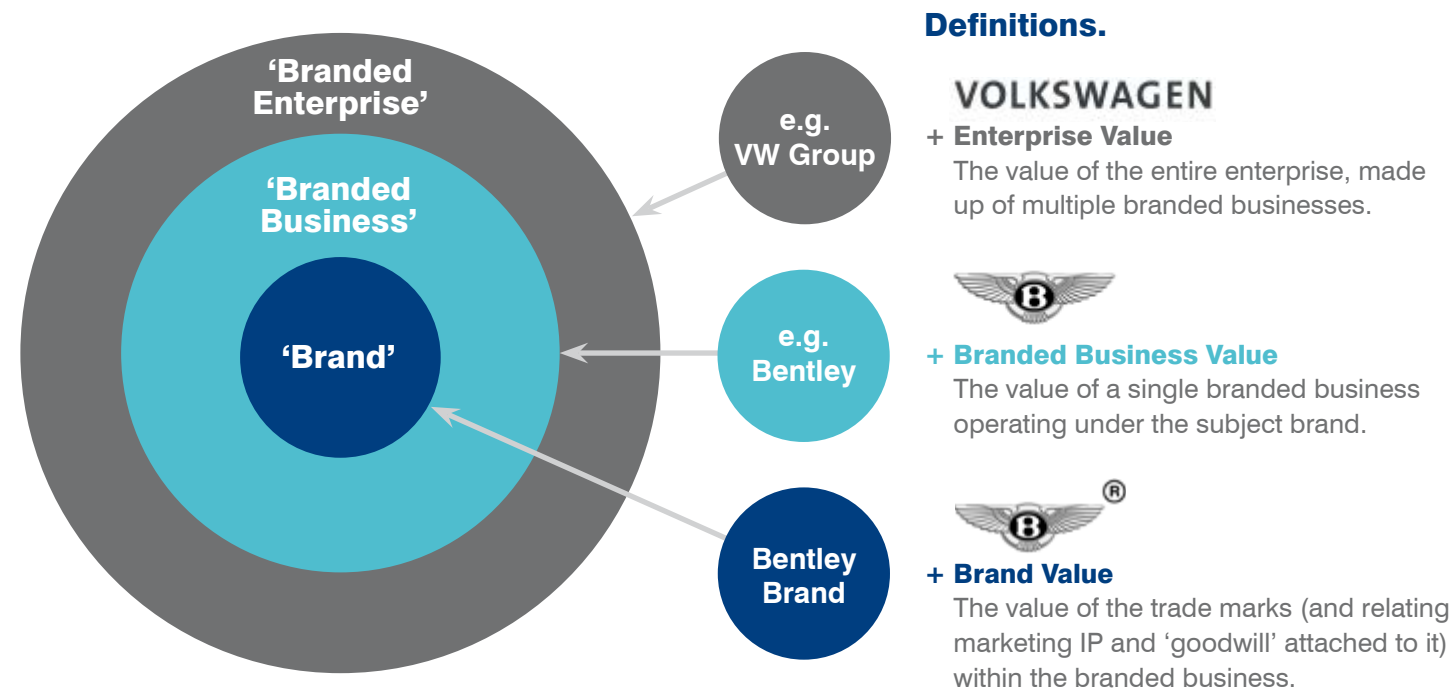 ‘Branded
Enterprise’
‘Branded
Business’
‘Brand’
e.g.
VW Group
e.g.
Bentley
Bentley
Brand
Definitions.
VOLKSWAGEN
+ Enterprise Value
The value of the entire enterprise, made
up of multiple branded businesses.
B
+ Branded Business Value
The value of a single branded business
operating under the subject brand.
B ®
+ Brand Value
The value of the trade marks (and relating
marketing IP and ‘goodwill’ attached to it)
within the branded business.